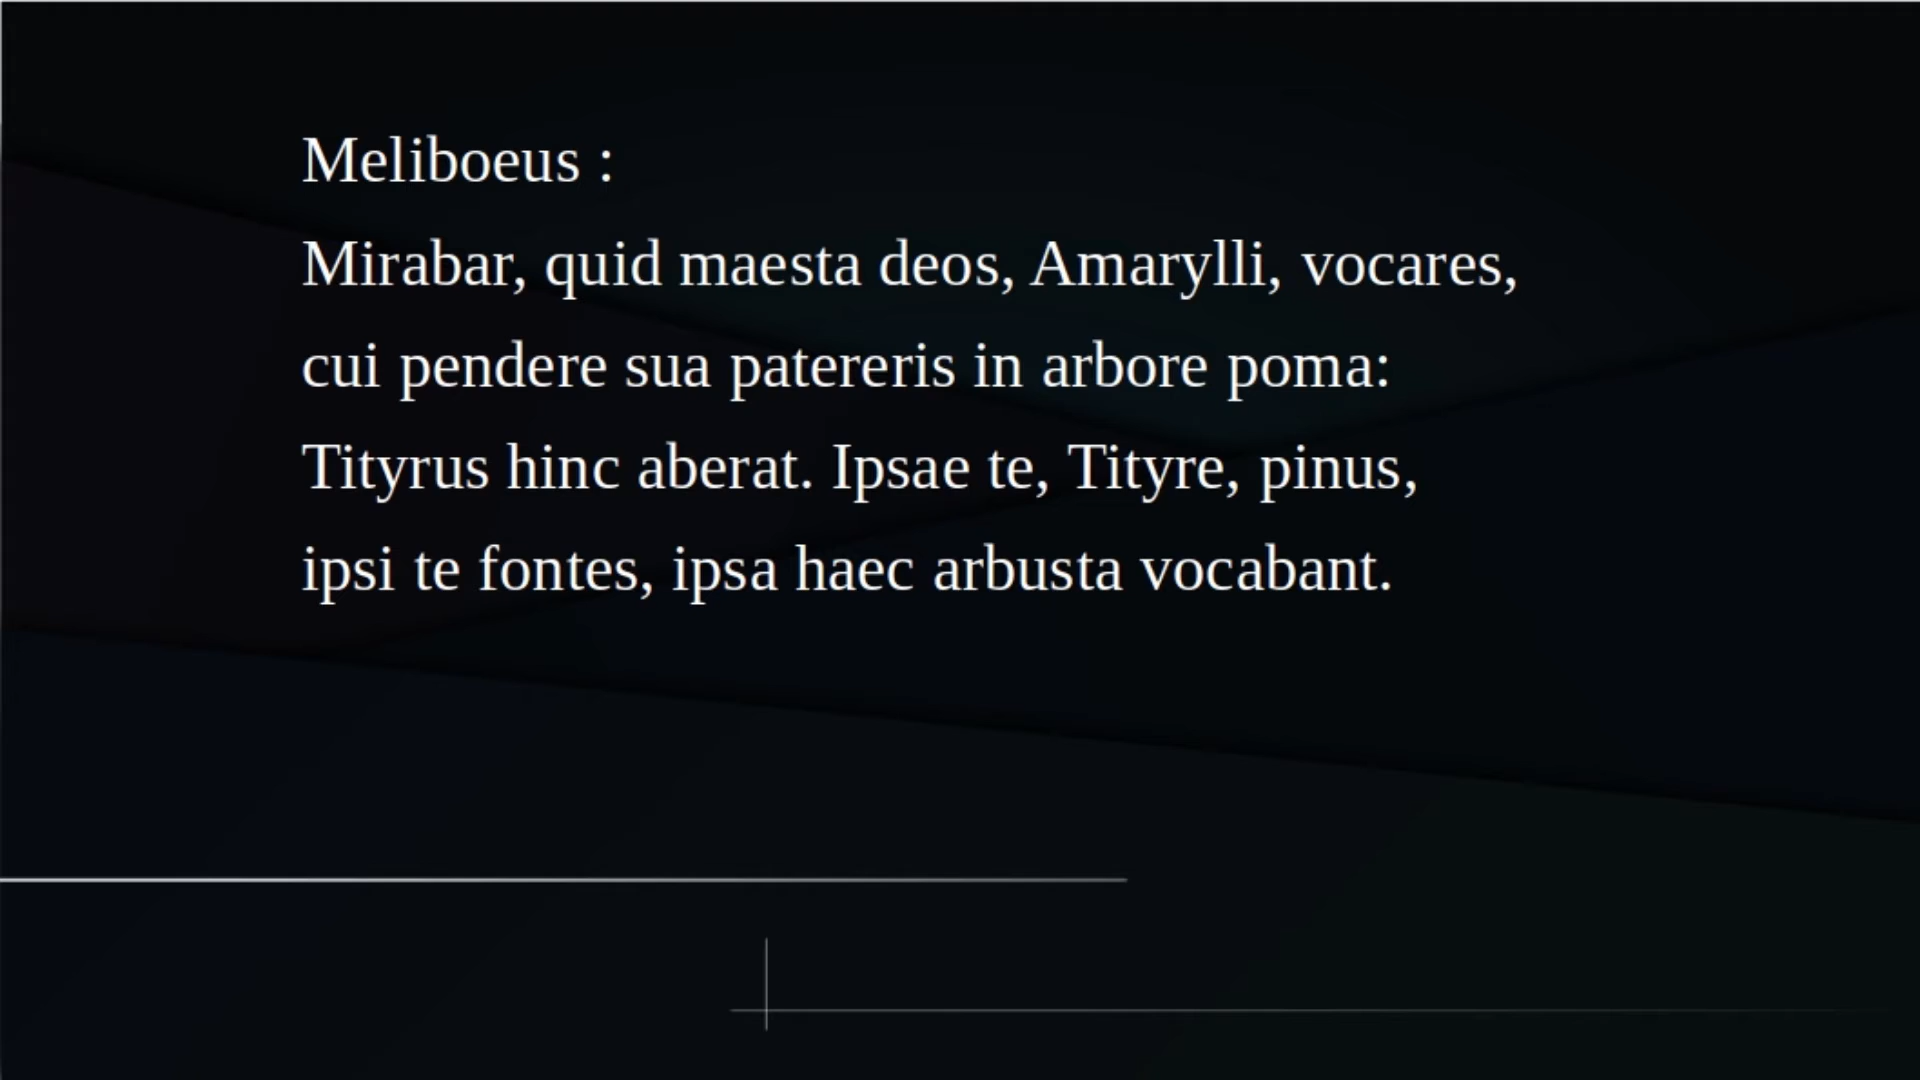 Meliboeus :
Mirabar, quid maesta deos, Amarylli, vocares,
cui pendere sua patereris in arbore poma:
Tityrus hinc aberat. Ipsae te, Tityre, pinus,
ipsi te fontes, ipsa haec arbusta vocabant.